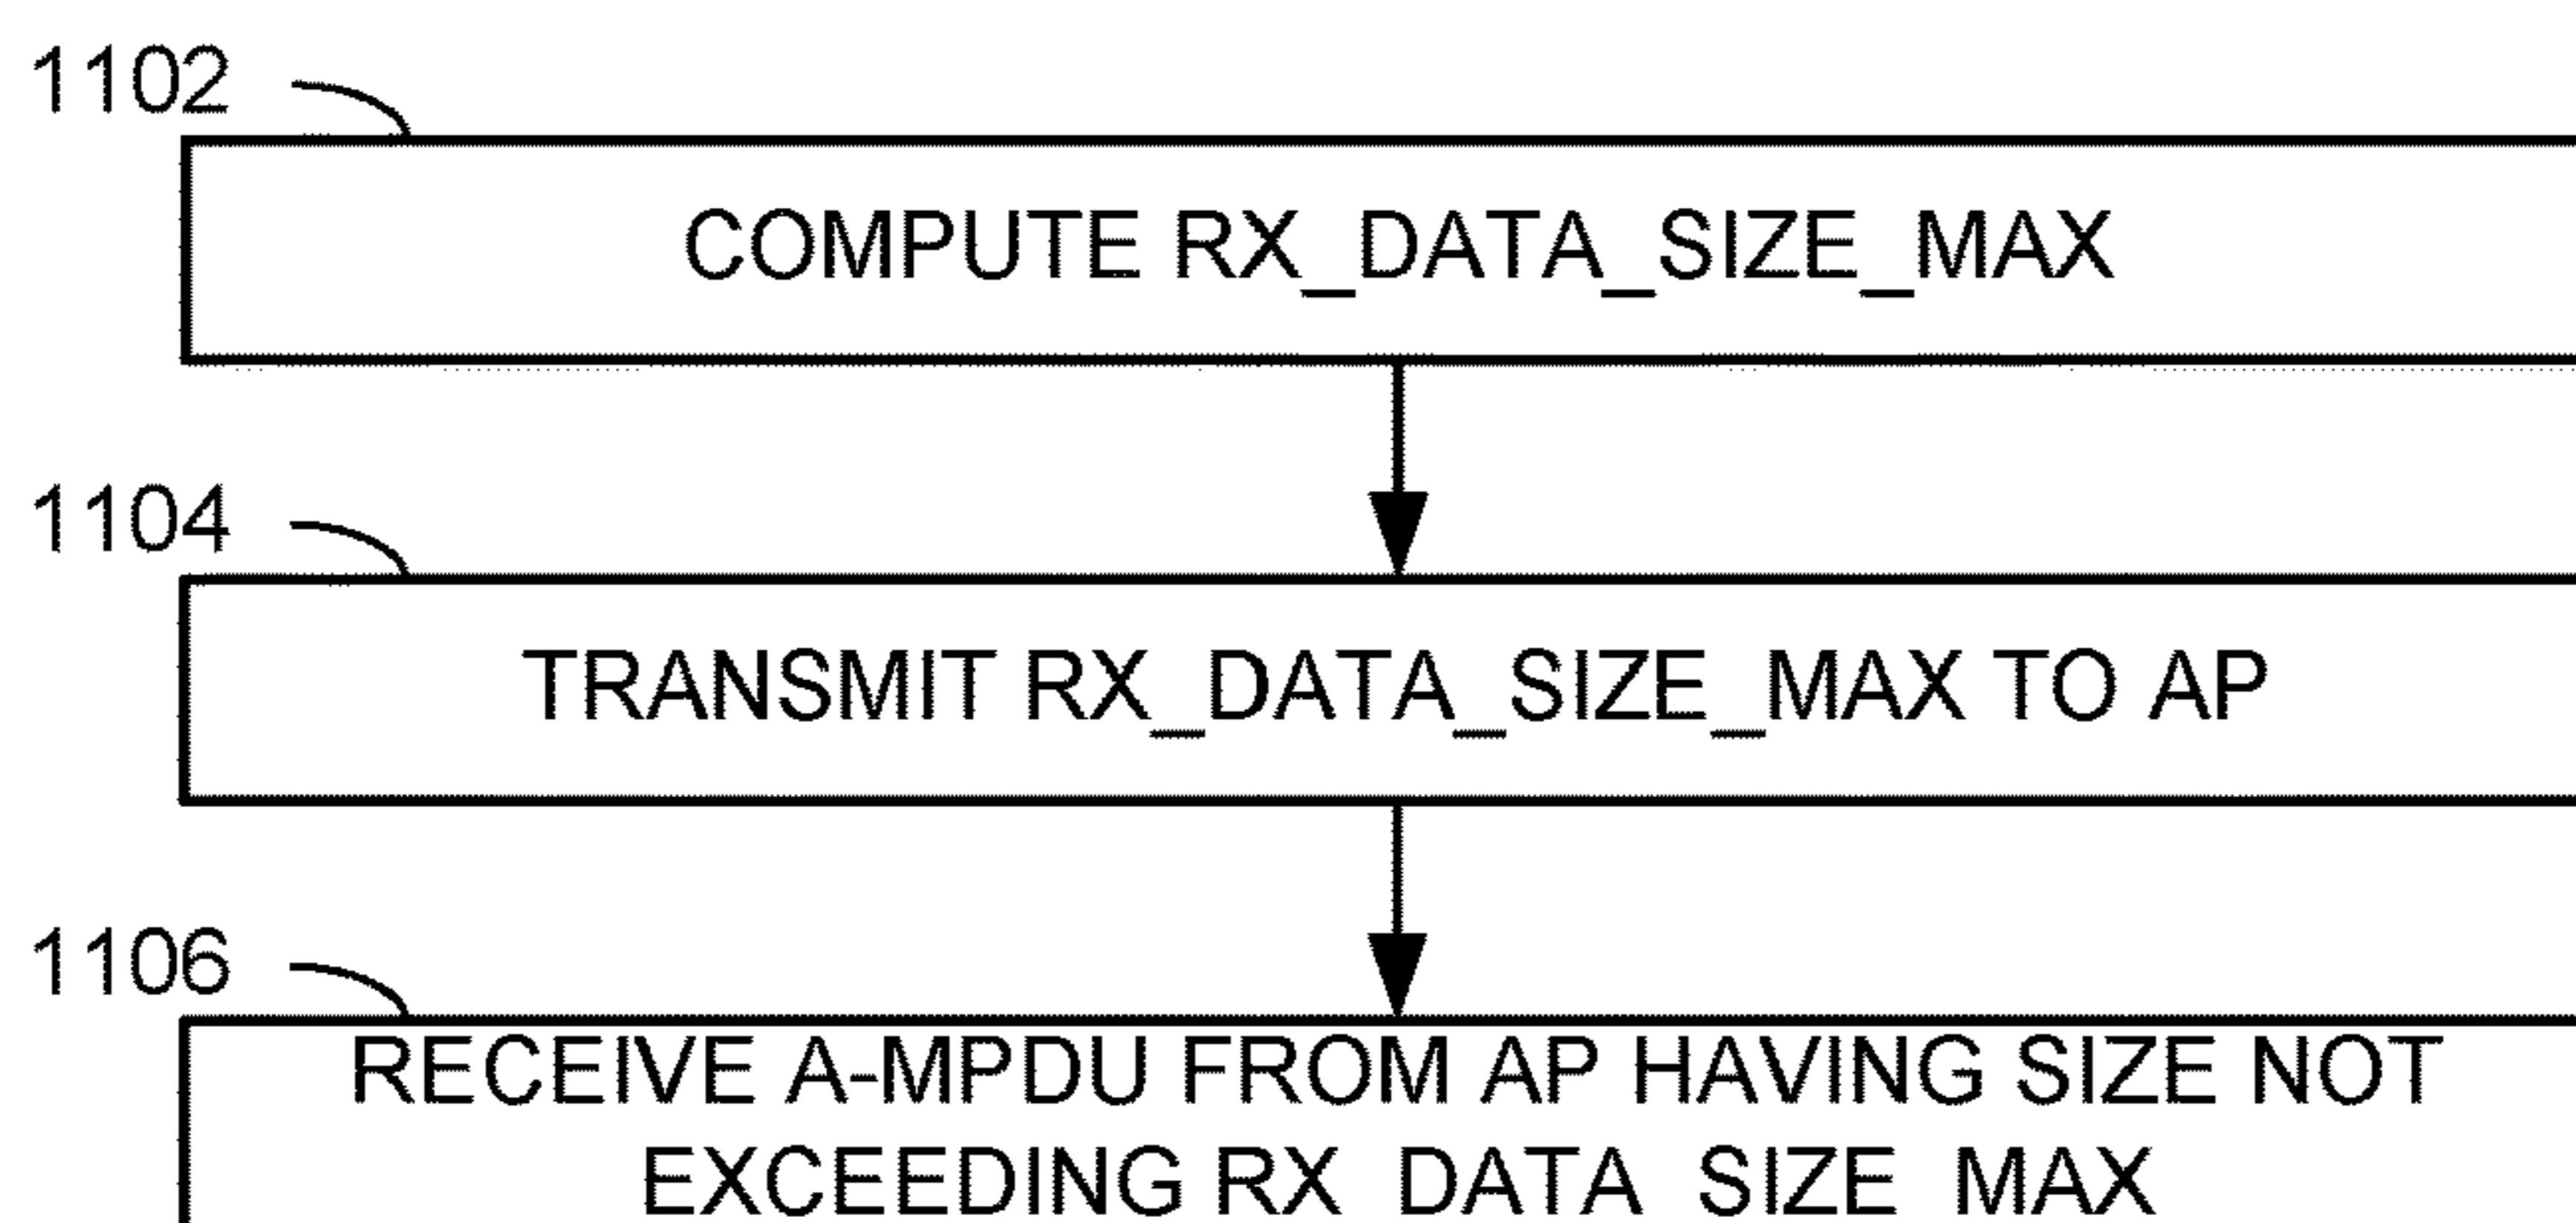 1102
COMPUTE RX_DATA_SIZE_MAX
1104
TRANSMIT RX_DATA_SIZE_MAX TO AP
1106
RECEIVE A-MPDU FROM AP HAVING SIZE NOT
EXCEEDING RX_DATA_SIZE_MAX